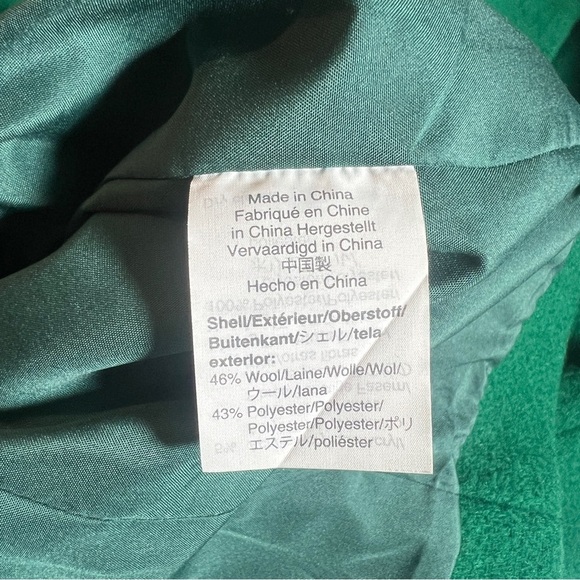 Made in China
Fabriqué en Chine
in China Hergestellt
Vervaardigd in China
中国製
Hecho en China
Shell/Extérieur/Oberstoff/
Buitenkant/シェル/tela
exterior:
46% Wool/Laine/Wolle/Wol/
ウール/lana
43% Polyester/Polyester/
Polyester/Polyester/ポリ
エステル/poliéster